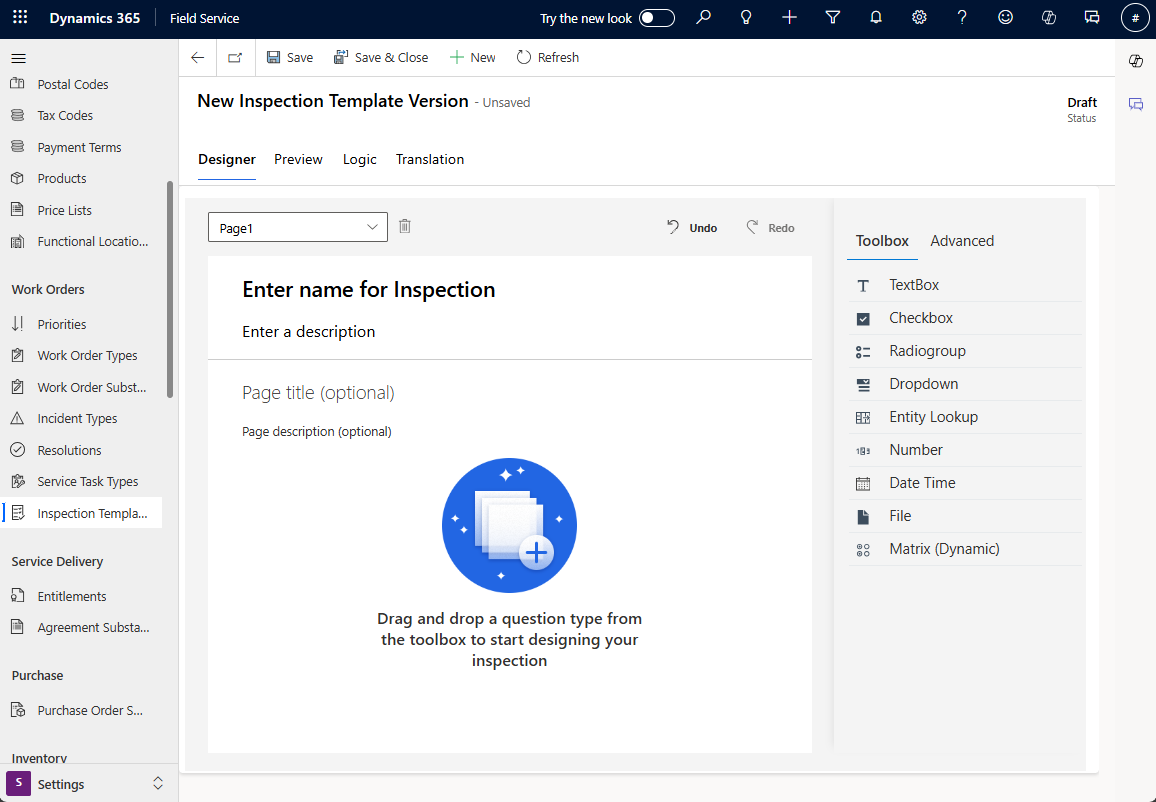 Dynamics 365
Field Service
Try the new look
#
Postal Codes
Tax Codes
Payment Terms
Products
Price Lists
Functional Locatio...
Work Orders
Priorities
Work Order Types
Work Order Subst...
Incident Types
Resolutions
Service Task Types
Inspection Templa...
Service Delivery
Entitlements
Agreement Substa...
Purchase
Purchase Order S...
Inventory
S Settings
Save
Save & Close
New
Refresh
New Inspection Template Version - Unsaved
Draft
Status
Designer
Preview
Logic
Translation
Page1
Undo
Redo
Enter name for Inspection
Enter a description
Page title (optional)
Page description (optional)
Drag and drop a question type from
the toolbox to start designing your
inspection
Toolbox
Advanced
TextBox
Checkbox
Radiogroup
Dropdown
Entity Lookup
Number
Date Time
File
Matrix (Dynamic)